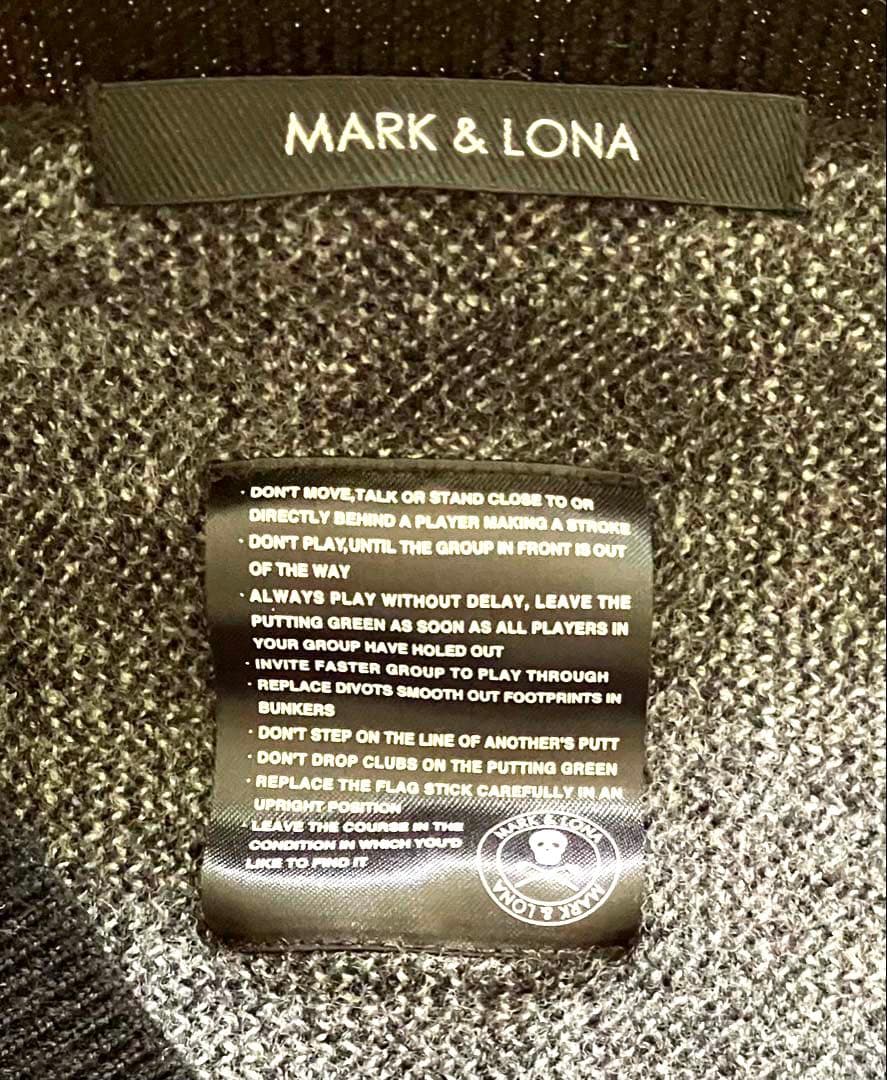 MARK & LONA
· DON'T MOVE,TALK OR STAND CLOSE TO OR
DIRECTLY BEHIND A PLAYER MAKING A STROKE
· DON'T PLAY,UNTIL THE GROUP IN FRONT IS OUT
OF THE WAY
· ALWAYS PLAY WITHOUT DELAY, LEAVE THE
PUTTING GREEN AS SOON AS ALL PLAYERS IN
YOUR GROUP HAVE HOLED OUT
· INVITE FASTER GROUP TO PLAY THROUGH
· REPLACE DIVOTS SMOOTH OUT FOOTPRINTS IN
BUNKERS
· DON'T STEP ON THE LINE OF ANOTHER'S PUTT
· DON'T DROP CLUBS ON THE PUTTING GREEN
· REPLACE THE FLAG STICK CAREFULLY IN AN
UPRIGHT POSITION
· LEAVE THE COURSE IN THE
CONDITION IN WHICH YOU'D
LIKE TO FIND IT
MARK & LONA
MARK & LONA